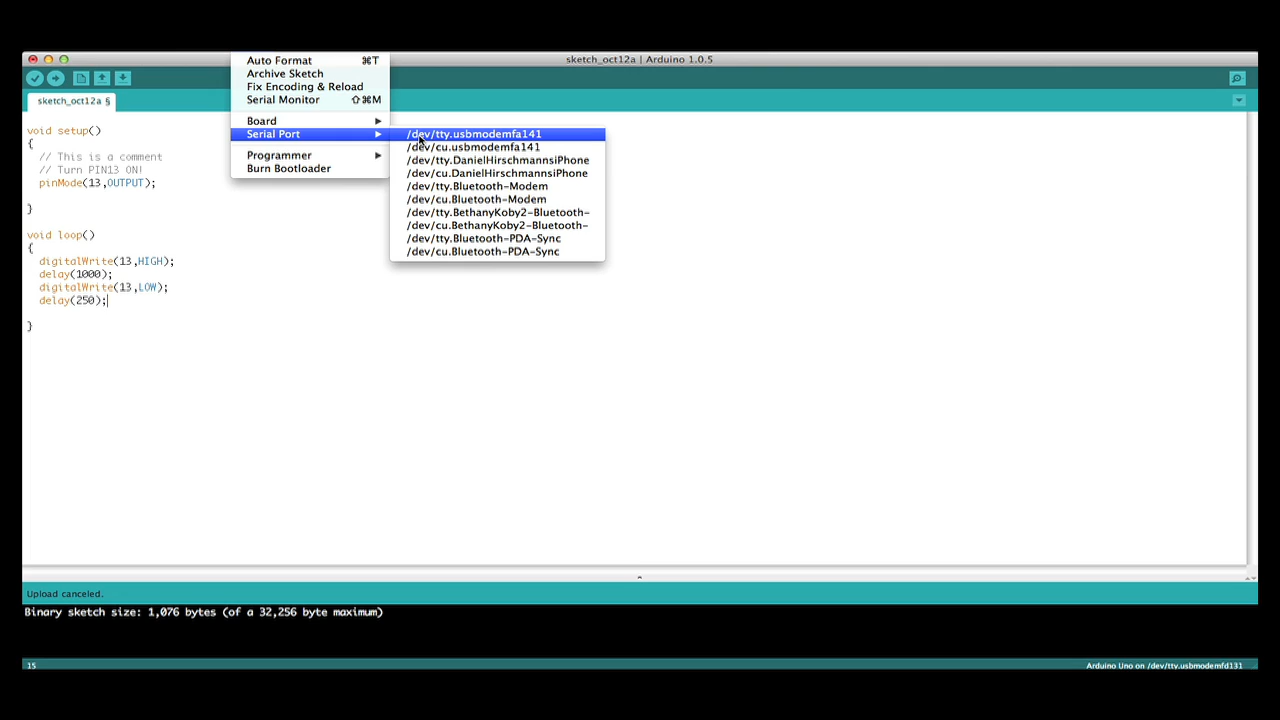 sketch_oct12a | Arduino 1.0.5
sketch_oct12a §
Auto Format ⌘T
Archive Sketch
Fix Encoding & Reload
Serial Monitor ⇧⌘M
Board
Serial Port
Programmer
Burn Bootloader
/dev/tty.usbmodemfa141
/dev/cu.usbmodemfa141
/dev/tty.DanielHirschmannsiPhone
/dev/cu.DanielHirschmannsiPhone
/dev/tty.Bluetooth-Modem
/dev/cu.Bluetooth-Modem
/dev/tty.BethanyKoby2-Bluetooth-
/dev/cu.BethanyKoby2-Bluetooth-
/dev/tty.Bluetooth-PDA-Sync
/dev/cu.Bluetooth-PDA-Sync
void setup()
{
// This is a comment
// Turn PIN13 ON!
pinMode(13,OUTPUT);
}
void loop()
{
digitalWrite(13,HIGH);
delay(1000);
digitalWrite(13,LOW);
delay(250);
}
Upload canceled.
Binary sketch size: 1,076 bytes (of a 32,256 byte maximum)
15
Arduino Uno on /dev/tty.usbmodemfd131